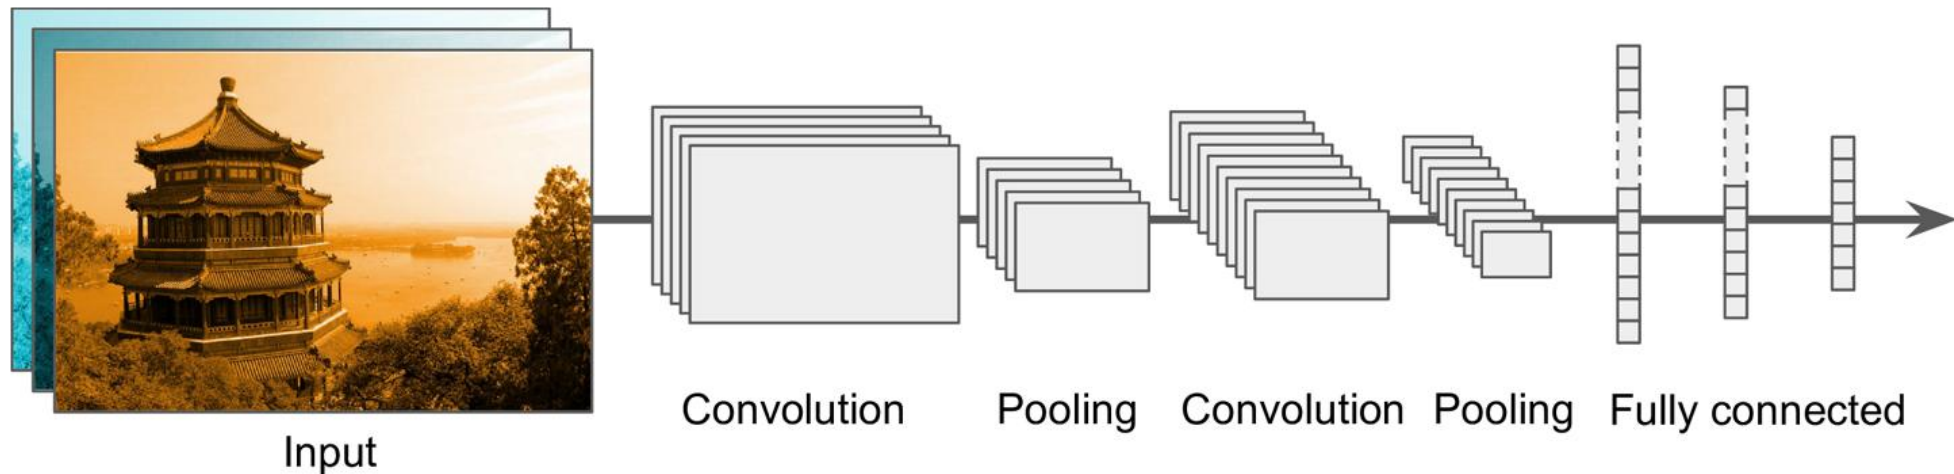 Convolution
Pooling
Convolution
Pooling
Fully connected
Input